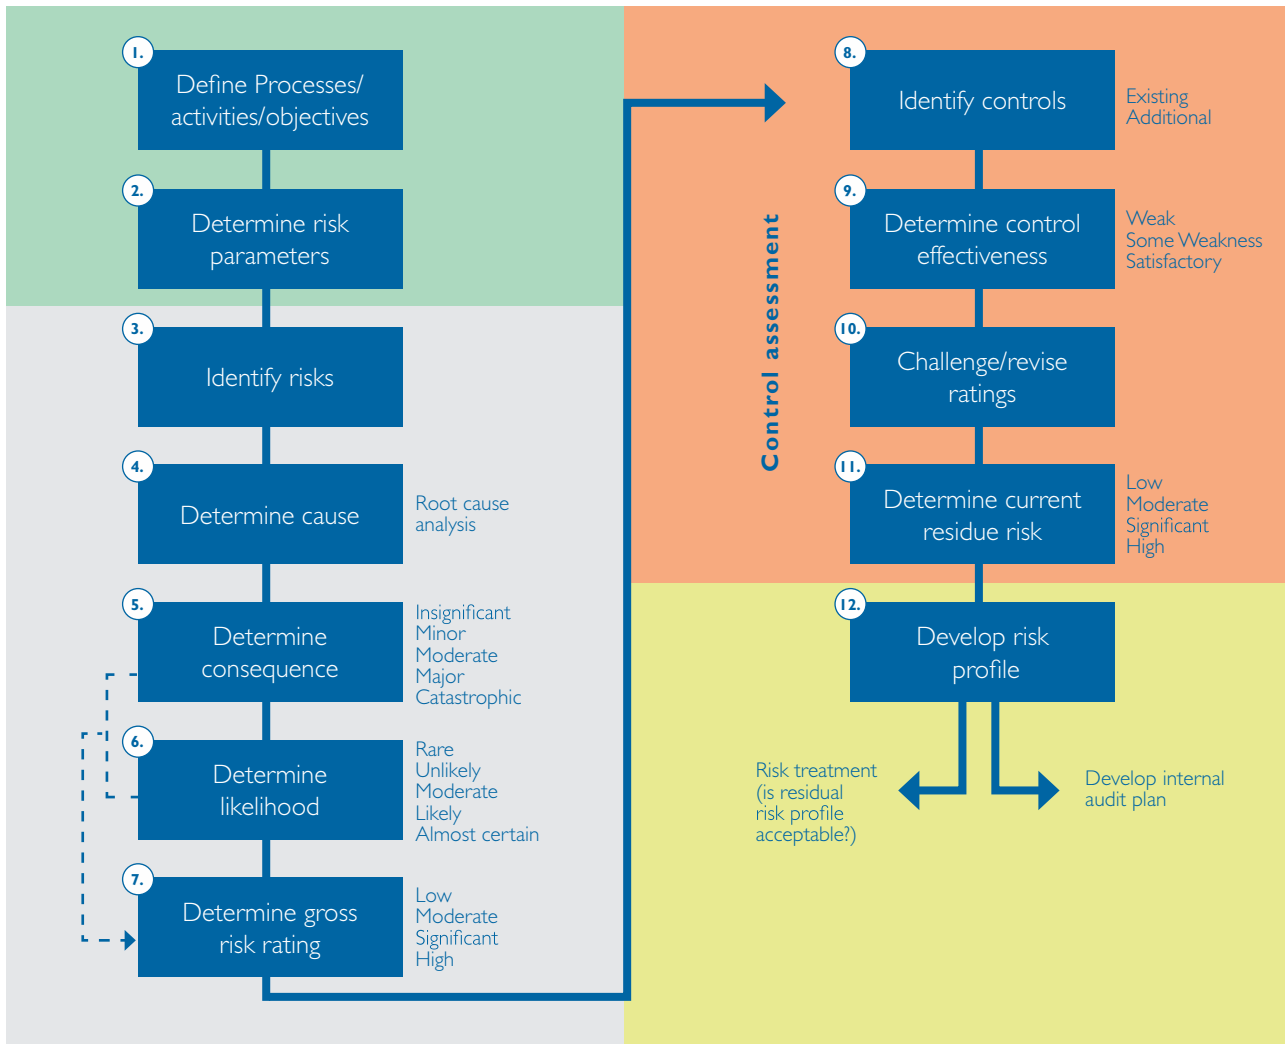 1.
Define Processes/
activities/objectives
2.
Determine risk
parameters
3.
Identify risks
4.
Determine cause
Root cause
analysis
5.
Determine
consequence
Insignificant
Minor
Moderate
Major
Catastrophic
6.
Determine
likelihood
Rare
Unlikely
Moderate
Likely
Almost certain
7.
Determine gross
risk rating
Low
Moderate
Significant
High
Control assessment
8.
Identify controls
Existing
Additional
9.
Determine control
effectiveness
Weak
Some Weakness
Satisfactory
10.
Challenge/revise
ratings
11.
Determine current
residue risk
Low
Moderate
Significant
High
12.
Develop risk
profile
Risk treatment
(is residual
risk profile
acceptable?)
Develop internal
audit plan